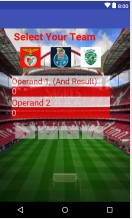 8:00
Select Your Team
Operand 1, (And Result)
0
Operand 2
0